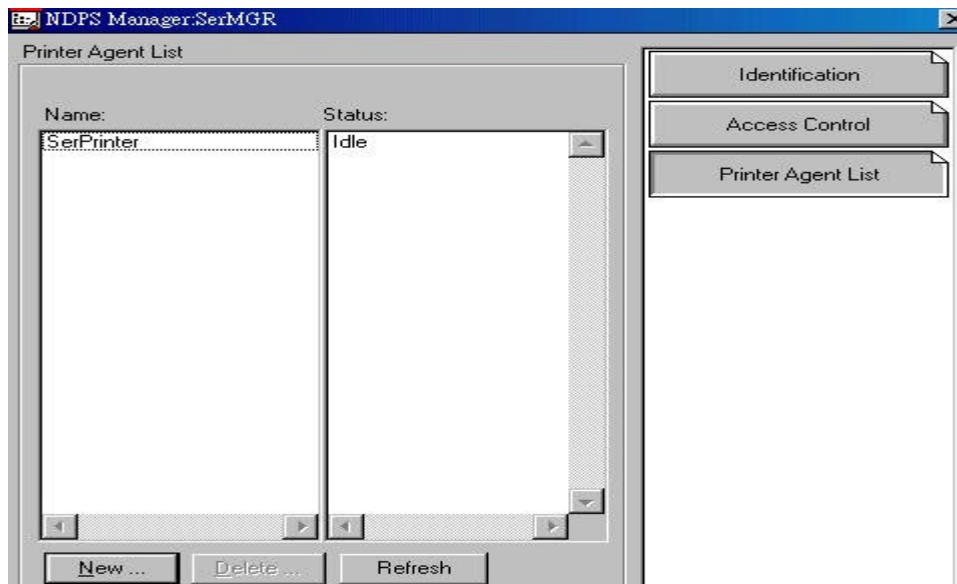 NDPS Manager:SerMGR
Printer Agent List
Name:
Status:
SerPrinter
Idle
New ...
Delete ...
Refresh
Identification
Access Control
Printer Agent List